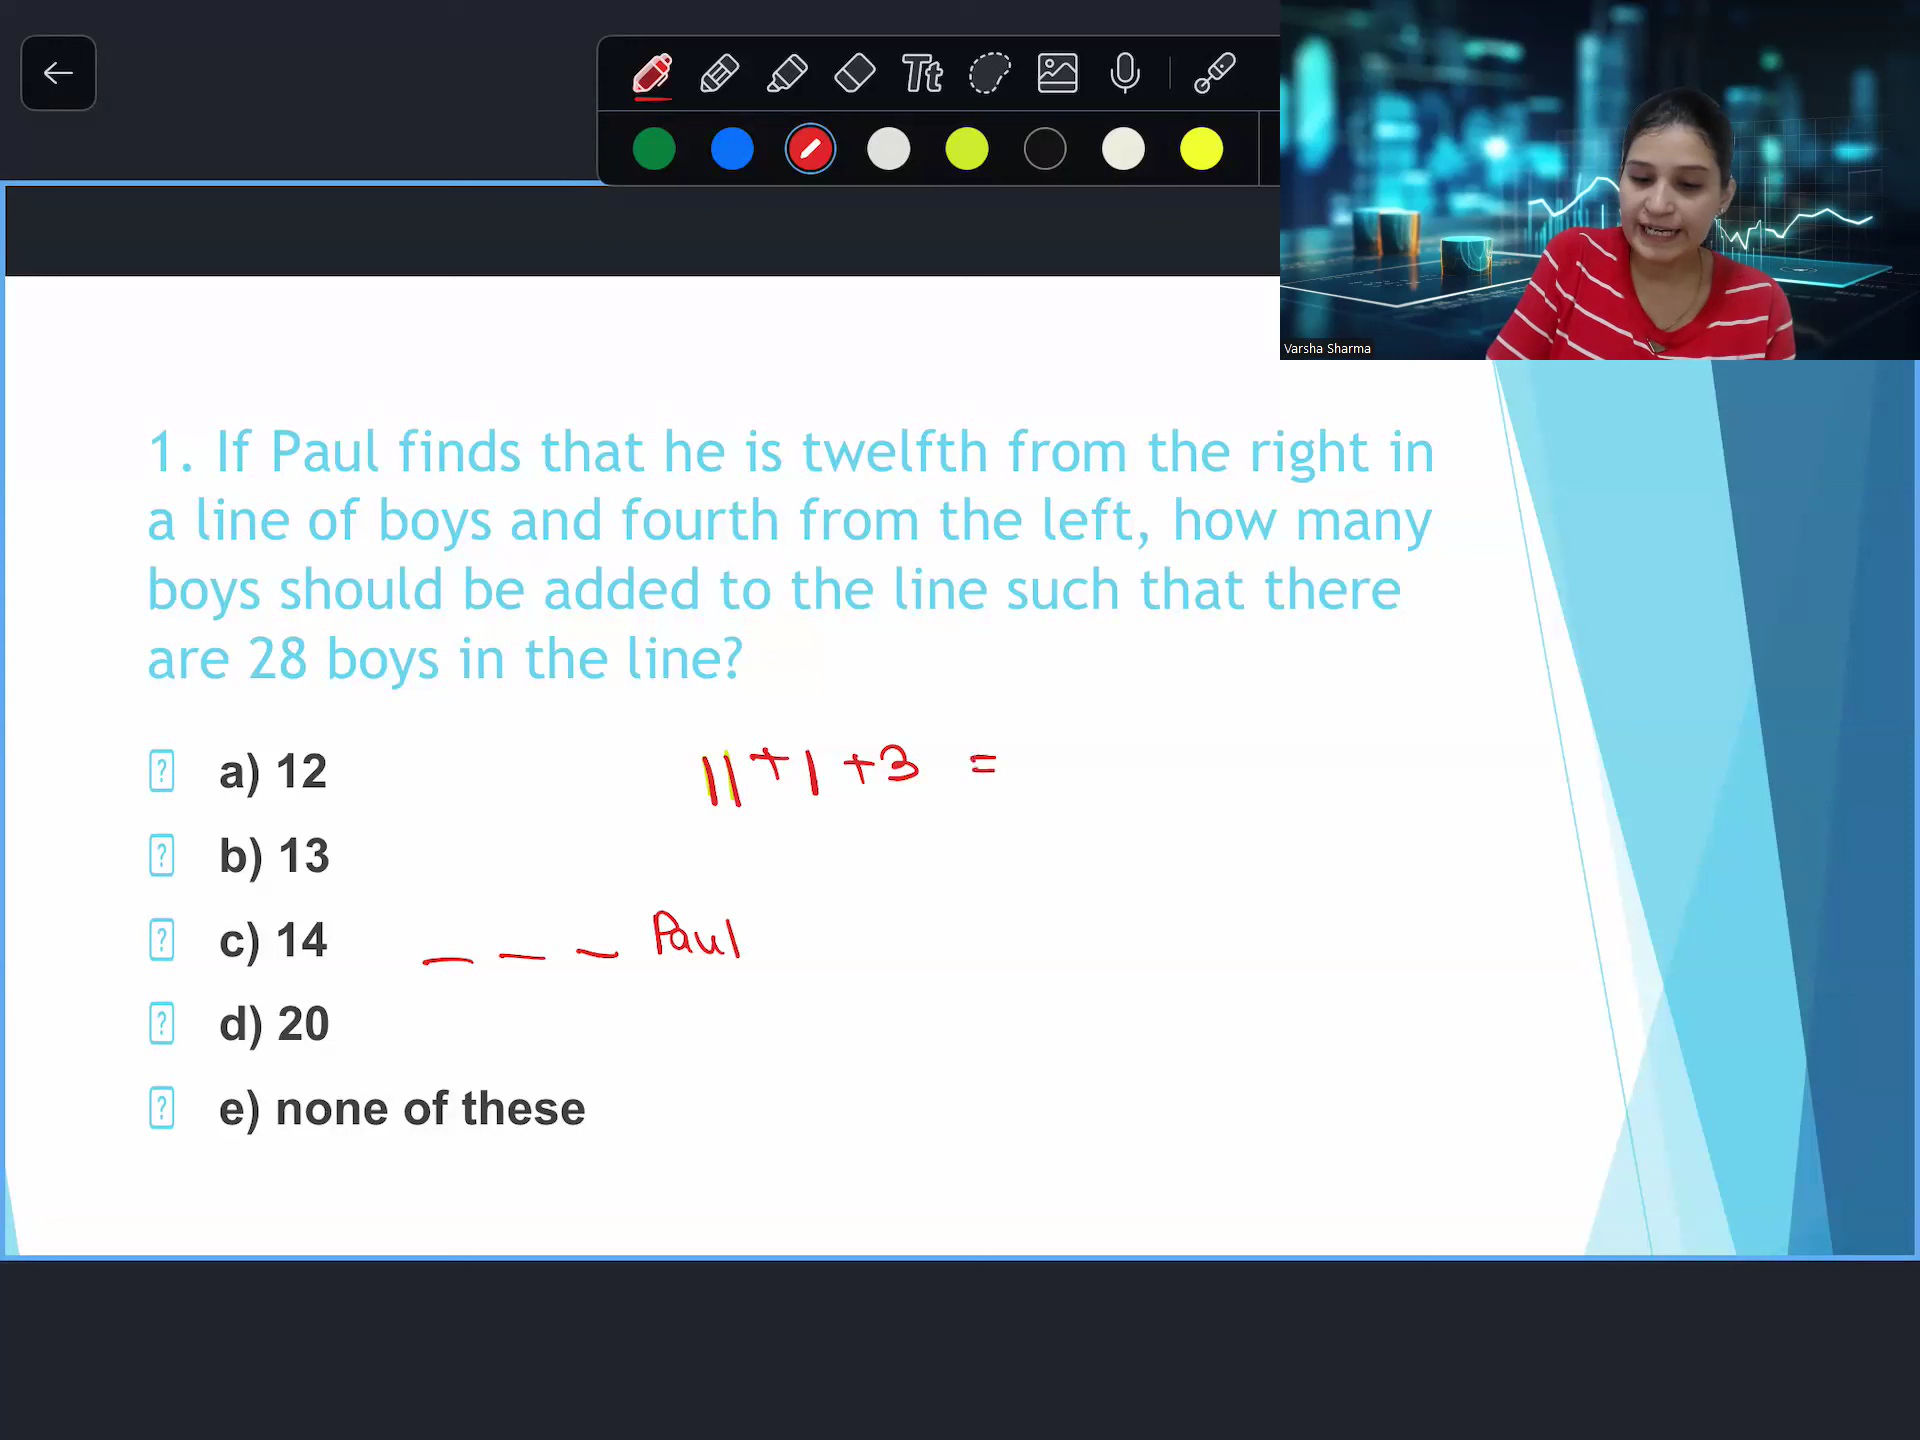 Tt
Varsha Sharma
1. If Paul finds that he is twelfth from the right in
a line of boys and fourth from the left, how many
boys should be added to the line such that there
are 28 boys in the line?
a) 12
11 + 1 + 3 =
b) 13
c) 14
_ _ _ Paul
d) 20
e) none of these